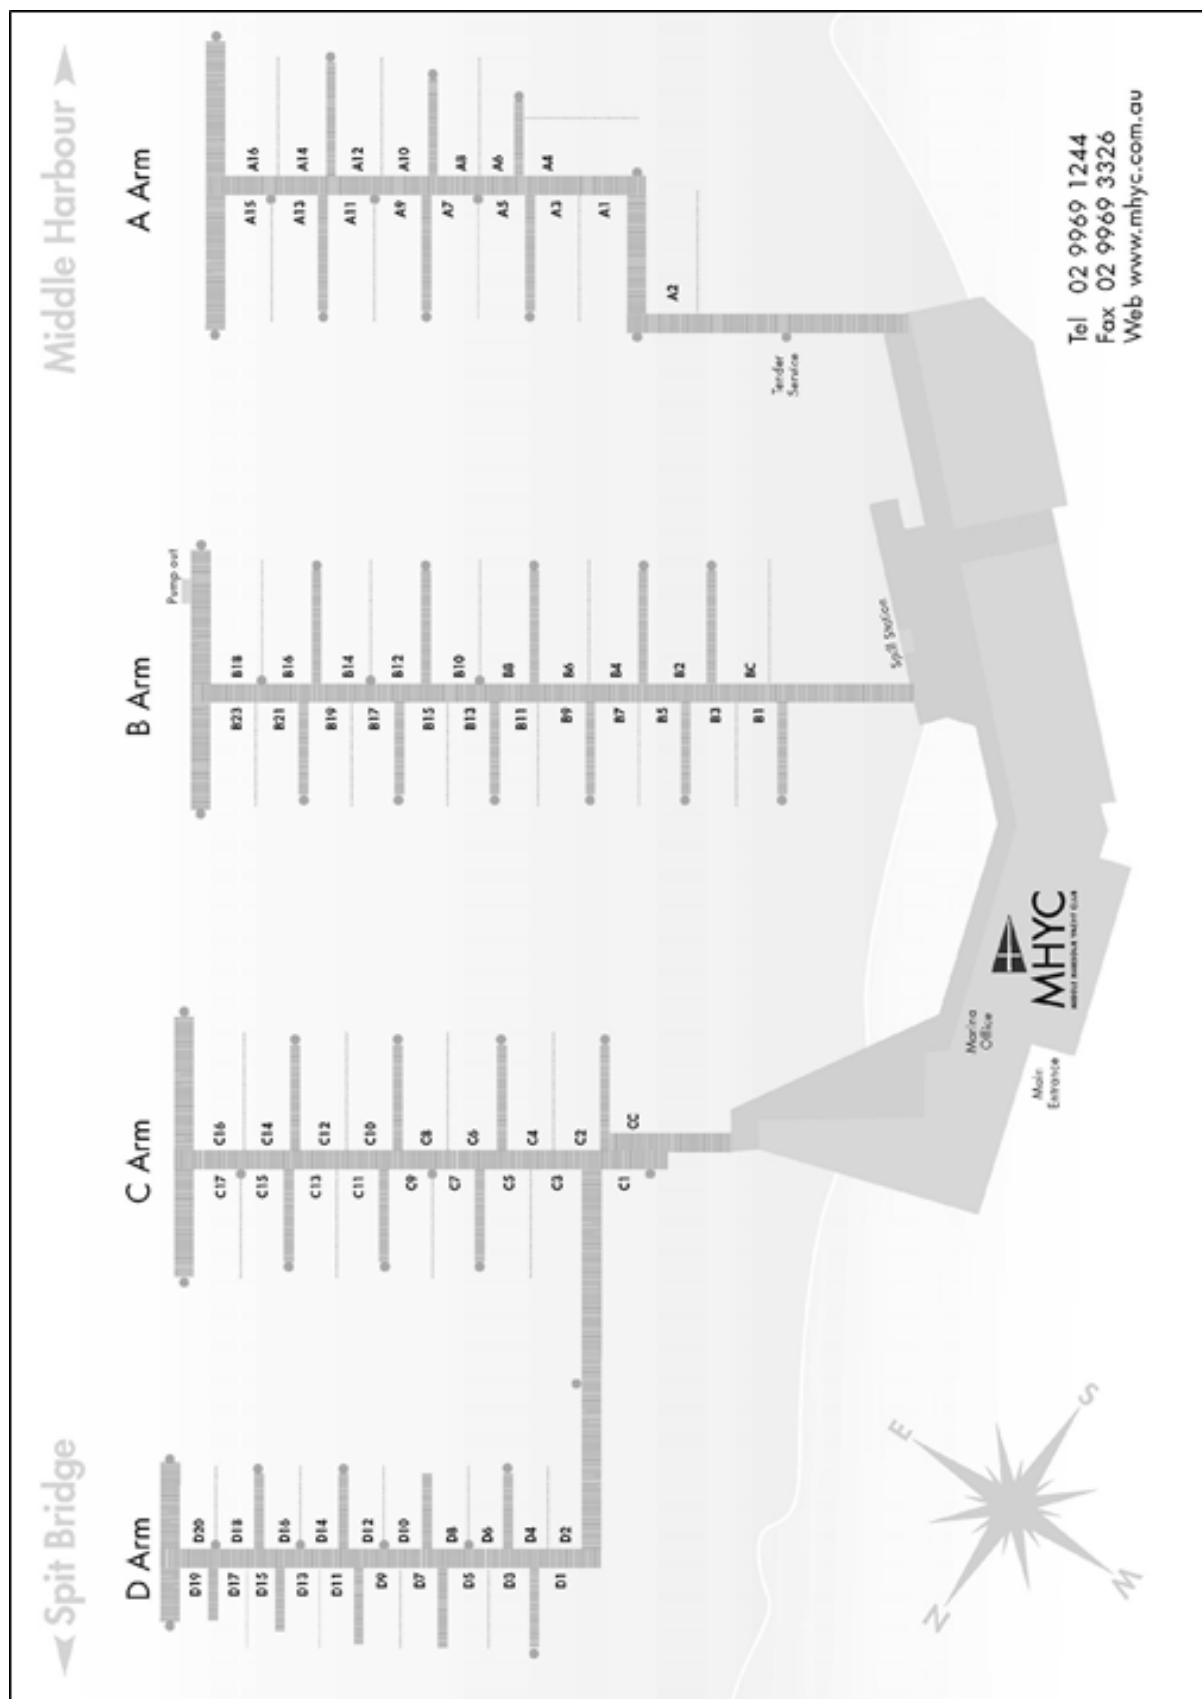 Spit Bridge
Middle Harbour
D Arm
C Arm
B Arm
A Arm
Pump out
D19
D20
D17
D18
D15
D16
D13
D14
D11
D12
D9
D10
D7
D8
D5
D6
D3
D4
D1
D2
C17
C16
C15
C14
C13
C12
C11
C10
C9
C8
C7
C6
C5
C4
C3
C2
C1
CC
B23
B18
B21
B16
B19
B14
B17
B12
B15
B10
B13
B8
B11
B6
B9
B4
B7
B2
B5
BC
B3
B1
A15
A16
A13
A14
A11
A12
A9
A10
A7
A8
A5
A6
A3
A4
A1
A2
Tender
Service
Spill Station
Marina
Office
Main
Entrance
MHYC
MIDDLE HARBOUR YACHT CLUB
N
E
S
W
Tel 02 9969 1244
Fax 02 9969 3326
Web www.mhyc.com.au